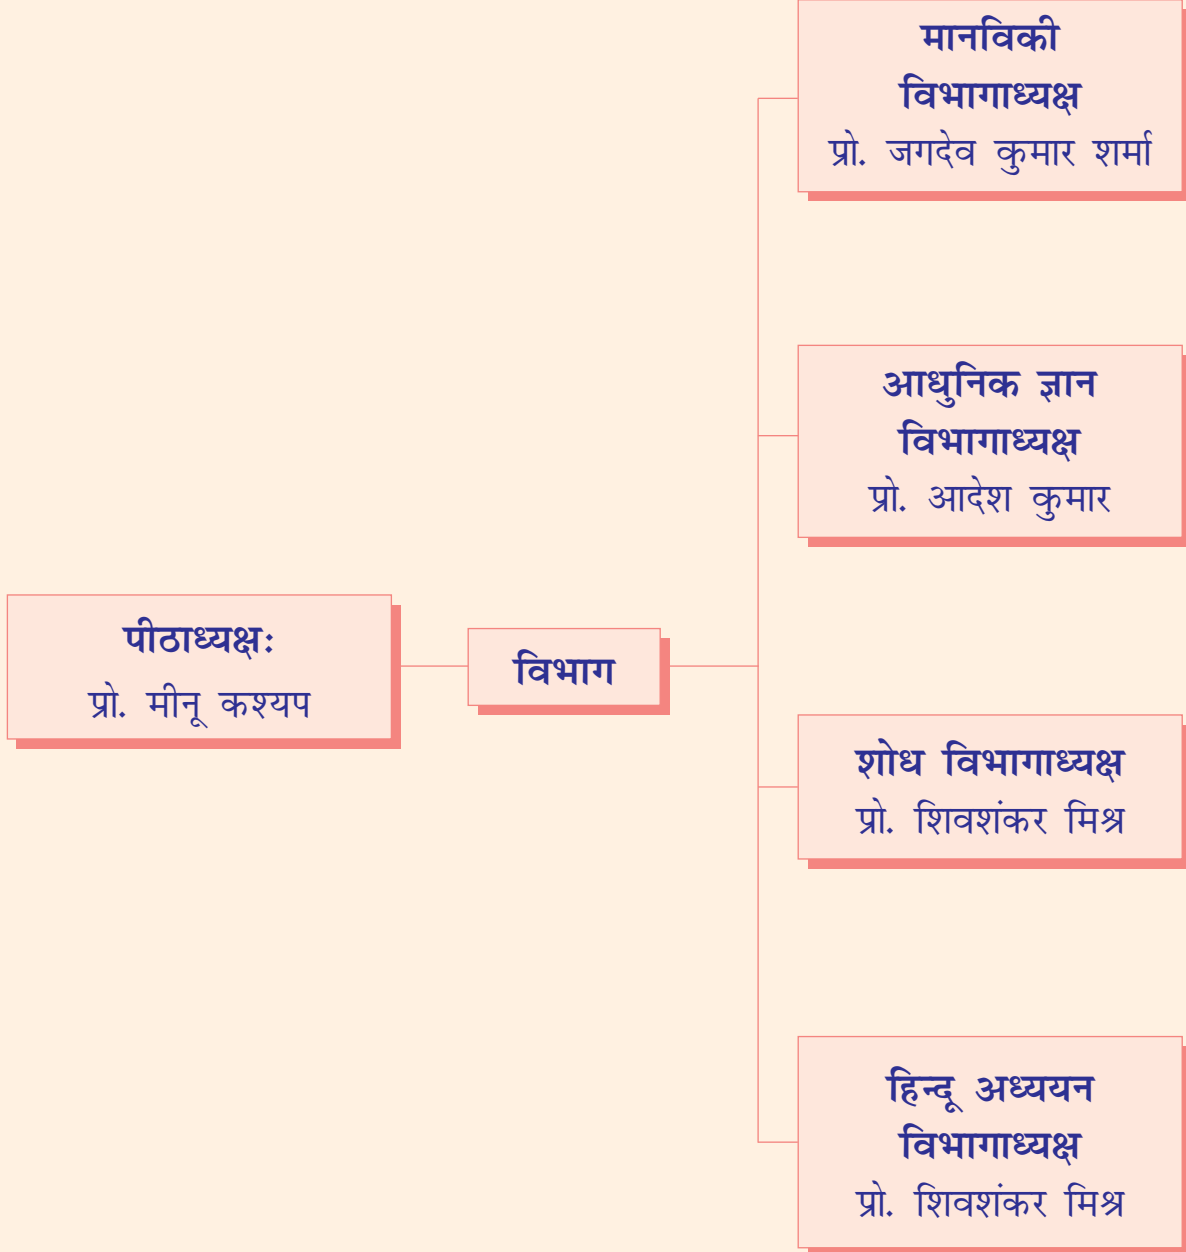 मानविकी
विभागाध्यक्ष
प्रो. जगदेव कुमार शर्मा
आधुनिक ज्ञान
विभागाध्यक्ष
प्रो. आदेश कुमार
पीठाध्यक्षः
प्रो. मीनू कश्यप
विभाग
शोध विभागाध्यक्ष
प्रो. शिवशंकर मिश्र
हिन्दू अध्ययन
विभागाध्यक्ष
प्रो. शिवशंकर मिश्र